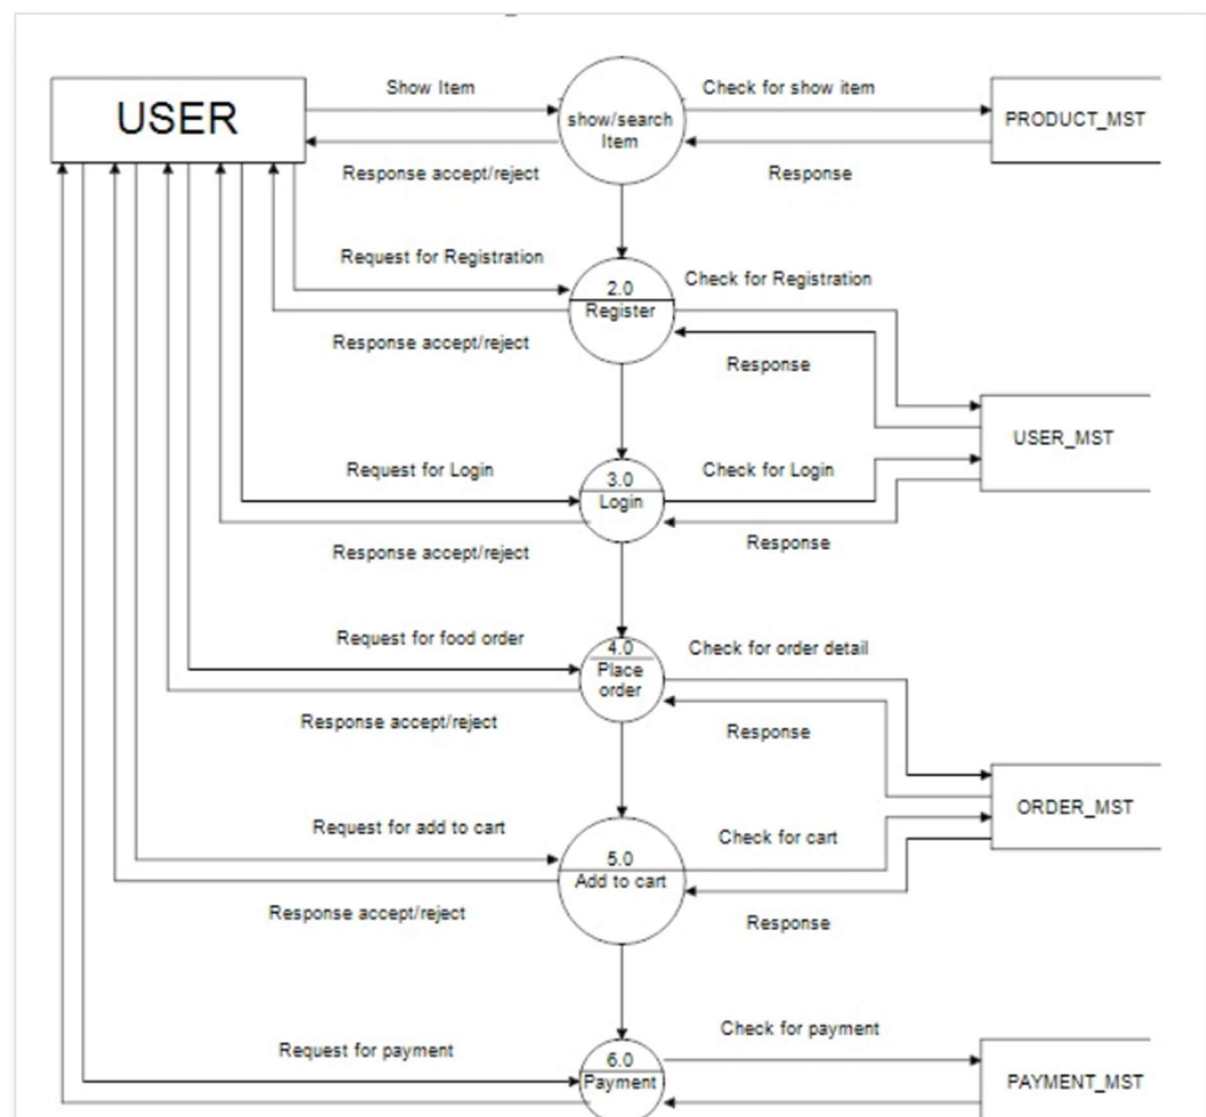 USER
Show Item
show/search
Item
Check for show item
PRODUCT_MST
Response accept/reject
Response
Request for Registration
2.0
Register
Check for Registration
Response accept/reject
Response
USER_MST
Request for Login
3.0
Login
Check for Login
Response accept/reject
Response
Request for food order
4.0
Place
order
Check for order detail
Response accept/reject
Response
ORDER_MST
Request for add to cart
5.0
Add to cart
Check for cart
Response accept/reject
Response
Request for payment
6.0
Payment
Check for payment
PAYMENT_MST